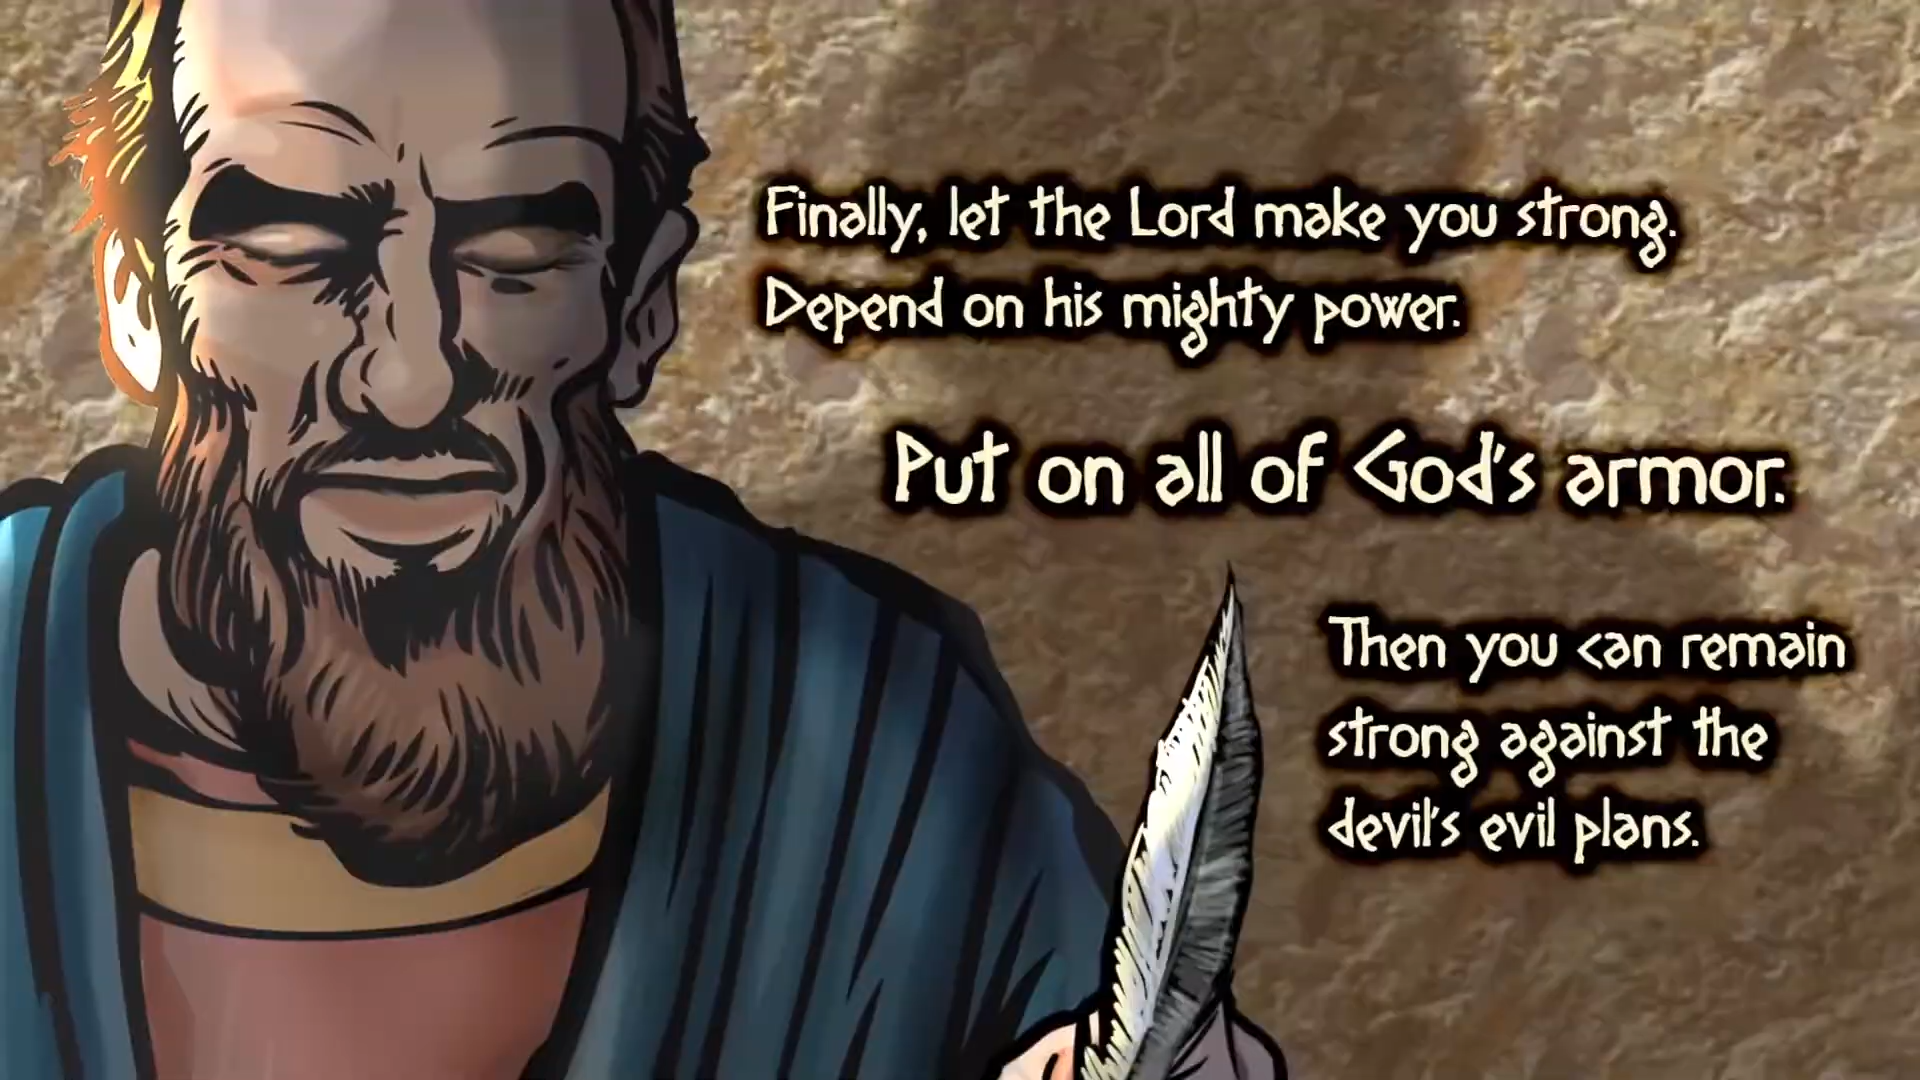 Finally, let the Lord make you strong.
Depend on his mighty power.
Put on all of God's armor.
Then you can remain
strong against the
devil's evil plans.